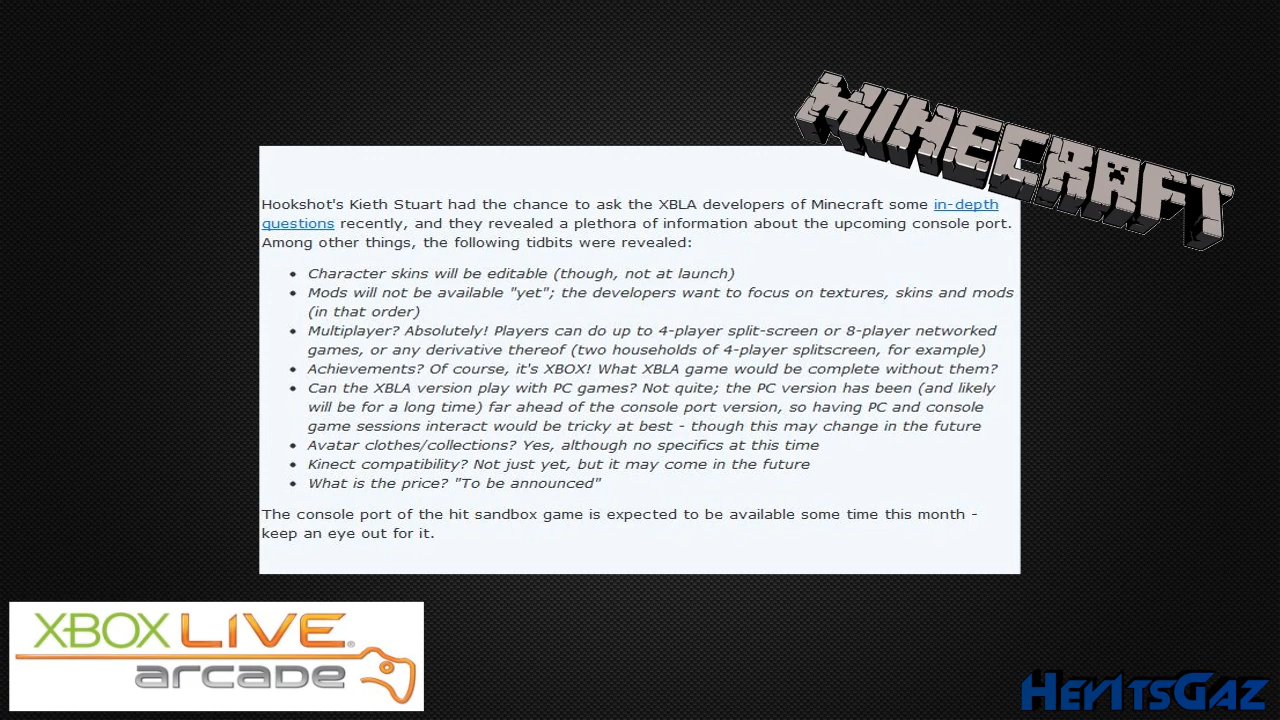 MINECRAFT
Hookshot's Kieth Stuart had the chance to ask the XBLA developers of Minecraft some in-depth
questions recently, and they revealed a plethora of information about the upcoming console port.
Among other things, the following tidbits were revealed:
• Character skins will be editable (though, not at launch)
• Mods will not be available "yet"; the developers want to focus on textures, skins and mods
(in that order)
• Multiplayer? Absolutely! Players can do up to 4-player split-screen or 8-player networked
games, or any derivative thereof (two households of 4-player splitscreen, for example)
• Achievements? Of course, it's XBOX! What XBLA game would be complete without them?
• Can the XBLA version play with PC games? Not quite; the PC version has been (and likely
will be for a long time) far ahead of the console port version, so having PC and console
game sessions interact would be tricky at best - though this may change in the future
• Avatar clothes/collections? Yes, although no specifics at this time
• Kinect compatibility? Not just yet, but it may come in the future
• What is the price? "To be announced"
The console port of the hit sandbox game is expected to be available some time this month -
keep an eye out for it.
XBOX LIVE®
arcade
HenItsGaz